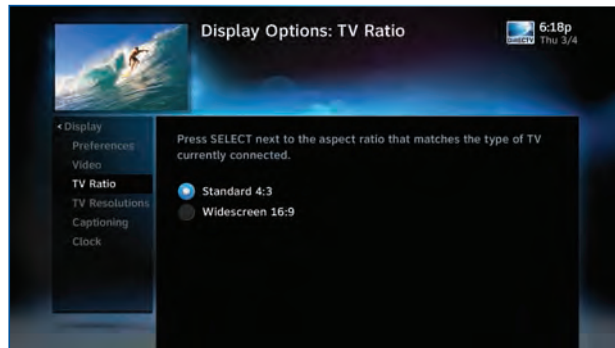 Display Options: TV Ratio
DIRECTV
6:18p
Thu 3/4
Display
Preferences
Video
TV Ratio
TV Resolutions
Captioning
Clock
Press SELECT next to the aspect ratio that matches the type of TV
currently connected.
Standard 4:3
Widescreen 16:9